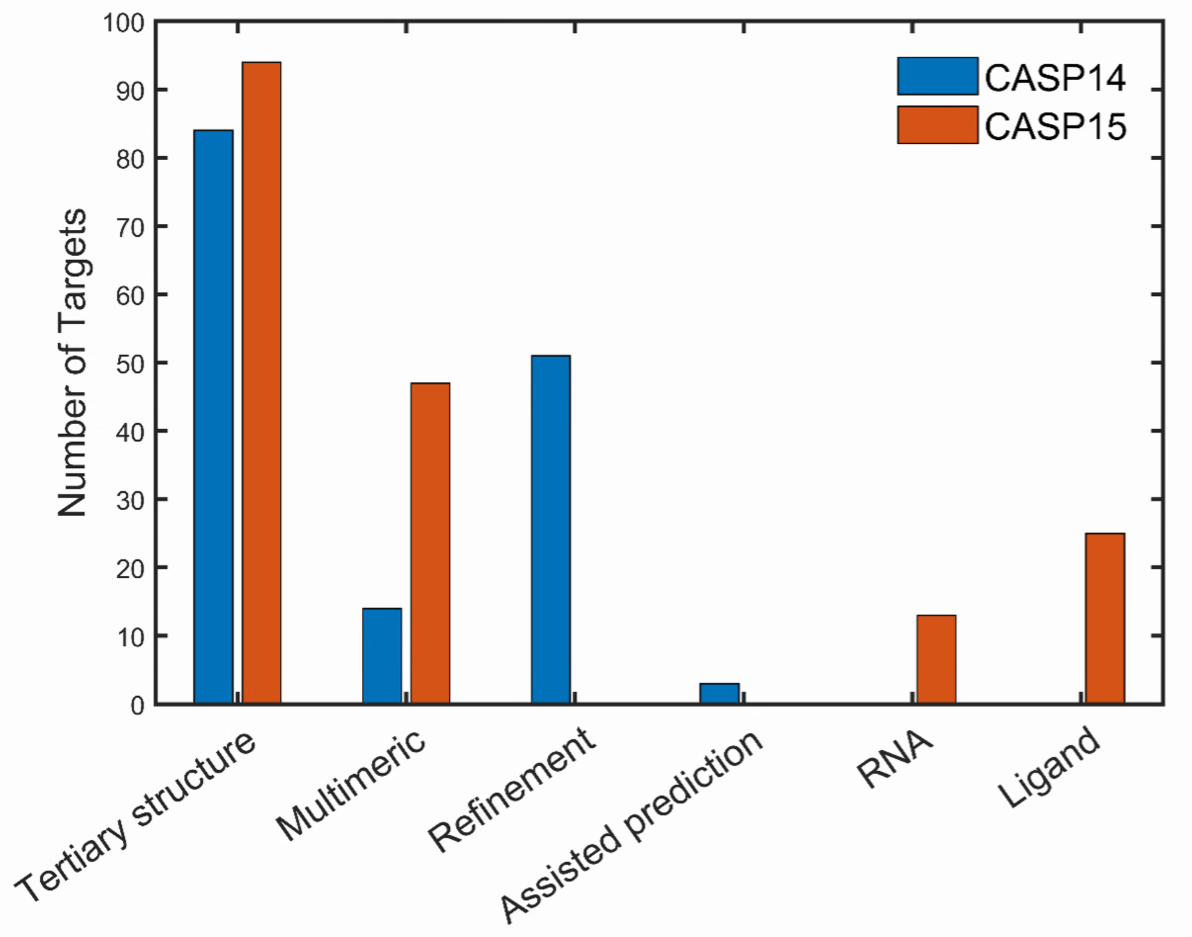 100
90
80
70
60
50
40
30
20
10
0
Number of Targets
CASP14
CASP15
Tertiary structure
Multimeric
Refinement
Assisted prediction
RNA
Ligand